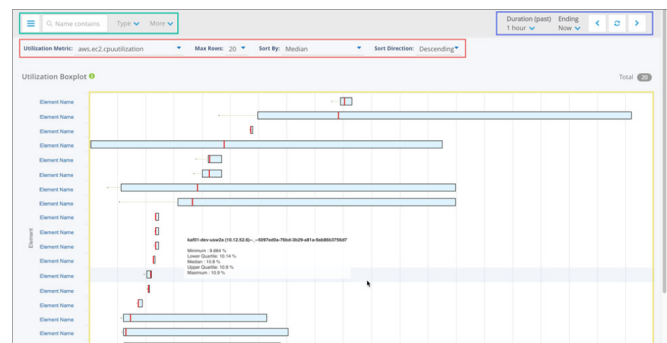 Name contains Type More
Duration (past) Ending
1 hour Now
Utilization Metric: aws.ec2.cpuutilization Max Rows: 20 Sort By: Median Sort Direction: Descending
Utilization Boxplot Total 20
Element Name
Element Name
Element Name
Element Name
Element Name
Element Name
Element Name
Element Name
Element Name
Element Name
Element
Element Name
Element Name
Element Name
Element Name
Element Name
Element Name
Element Name
Minimum : 9.664 %
Lower Quartile: 10.14 %
Median : 10.8 %
Upper Quartile: 10.9 %
Maximum : 10.9 %